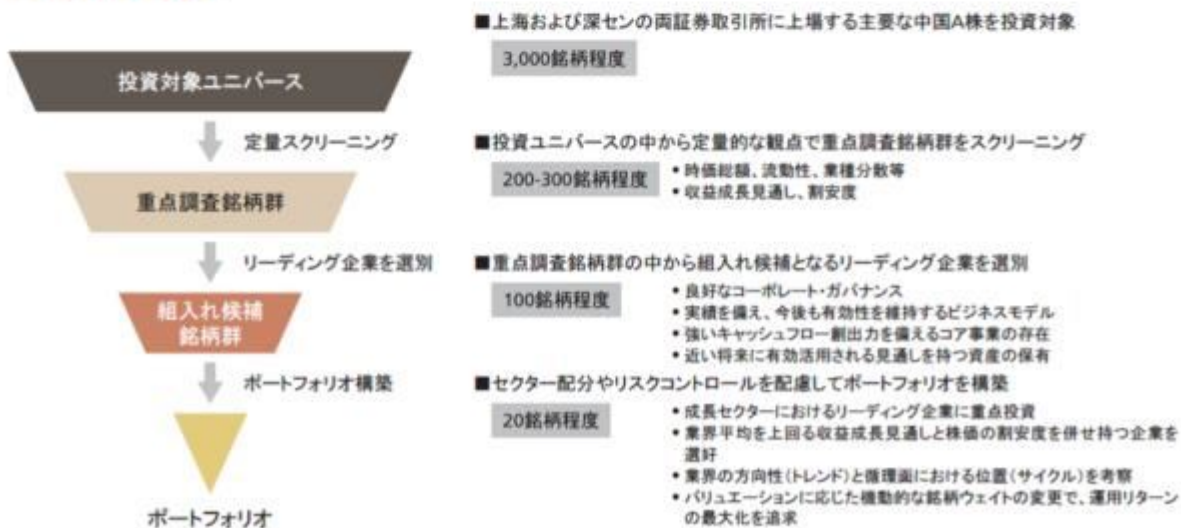 ■上海および深センの両証券取引所に上場する主要な中国A株を投資対象
3,000銘柄程度
投資対象ユニバース
定量スクリーニング
■投資ユニバースの中から定量的な観点で重点調査銘柄群をスクリーニング
200-300銘柄程度
• 時価総額、流動性、業種分散等
• 収益成長見通し、割安度
重点調査銘柄群
リーディング企業を選別
■重点調査銘柄群の中から組入れ候補となるリーディング企業を選別
100銘柄程度
• 良好なコーポレート・ガバナンス
• 実績を備え、今後も有効性を維持するビジネスモデル
• 強いキャッシュフロー創出力を備えるコア事業の存在
• 近い将来に有効活用される見通しを持つ資産の保有
組入れ候補
銘柄群
ポートフォリオ構築
■セクター配分やリスクコントロールを配慮してポートフォリオを構築
20銘柄程度
• 成長セクターにおけるリーディング企業に重点投資
• 業界平均を上回る収益成長見通しと株価の割安度を併せ持つ企業を
選好
• 業界の方向性(トレンド)と循環面における位置(サイクル)を考察
• バリュエーションに応じた機動的な銘柄ウェイトの変更で、運用リターン
の最大化を追求
ポートフォリオ